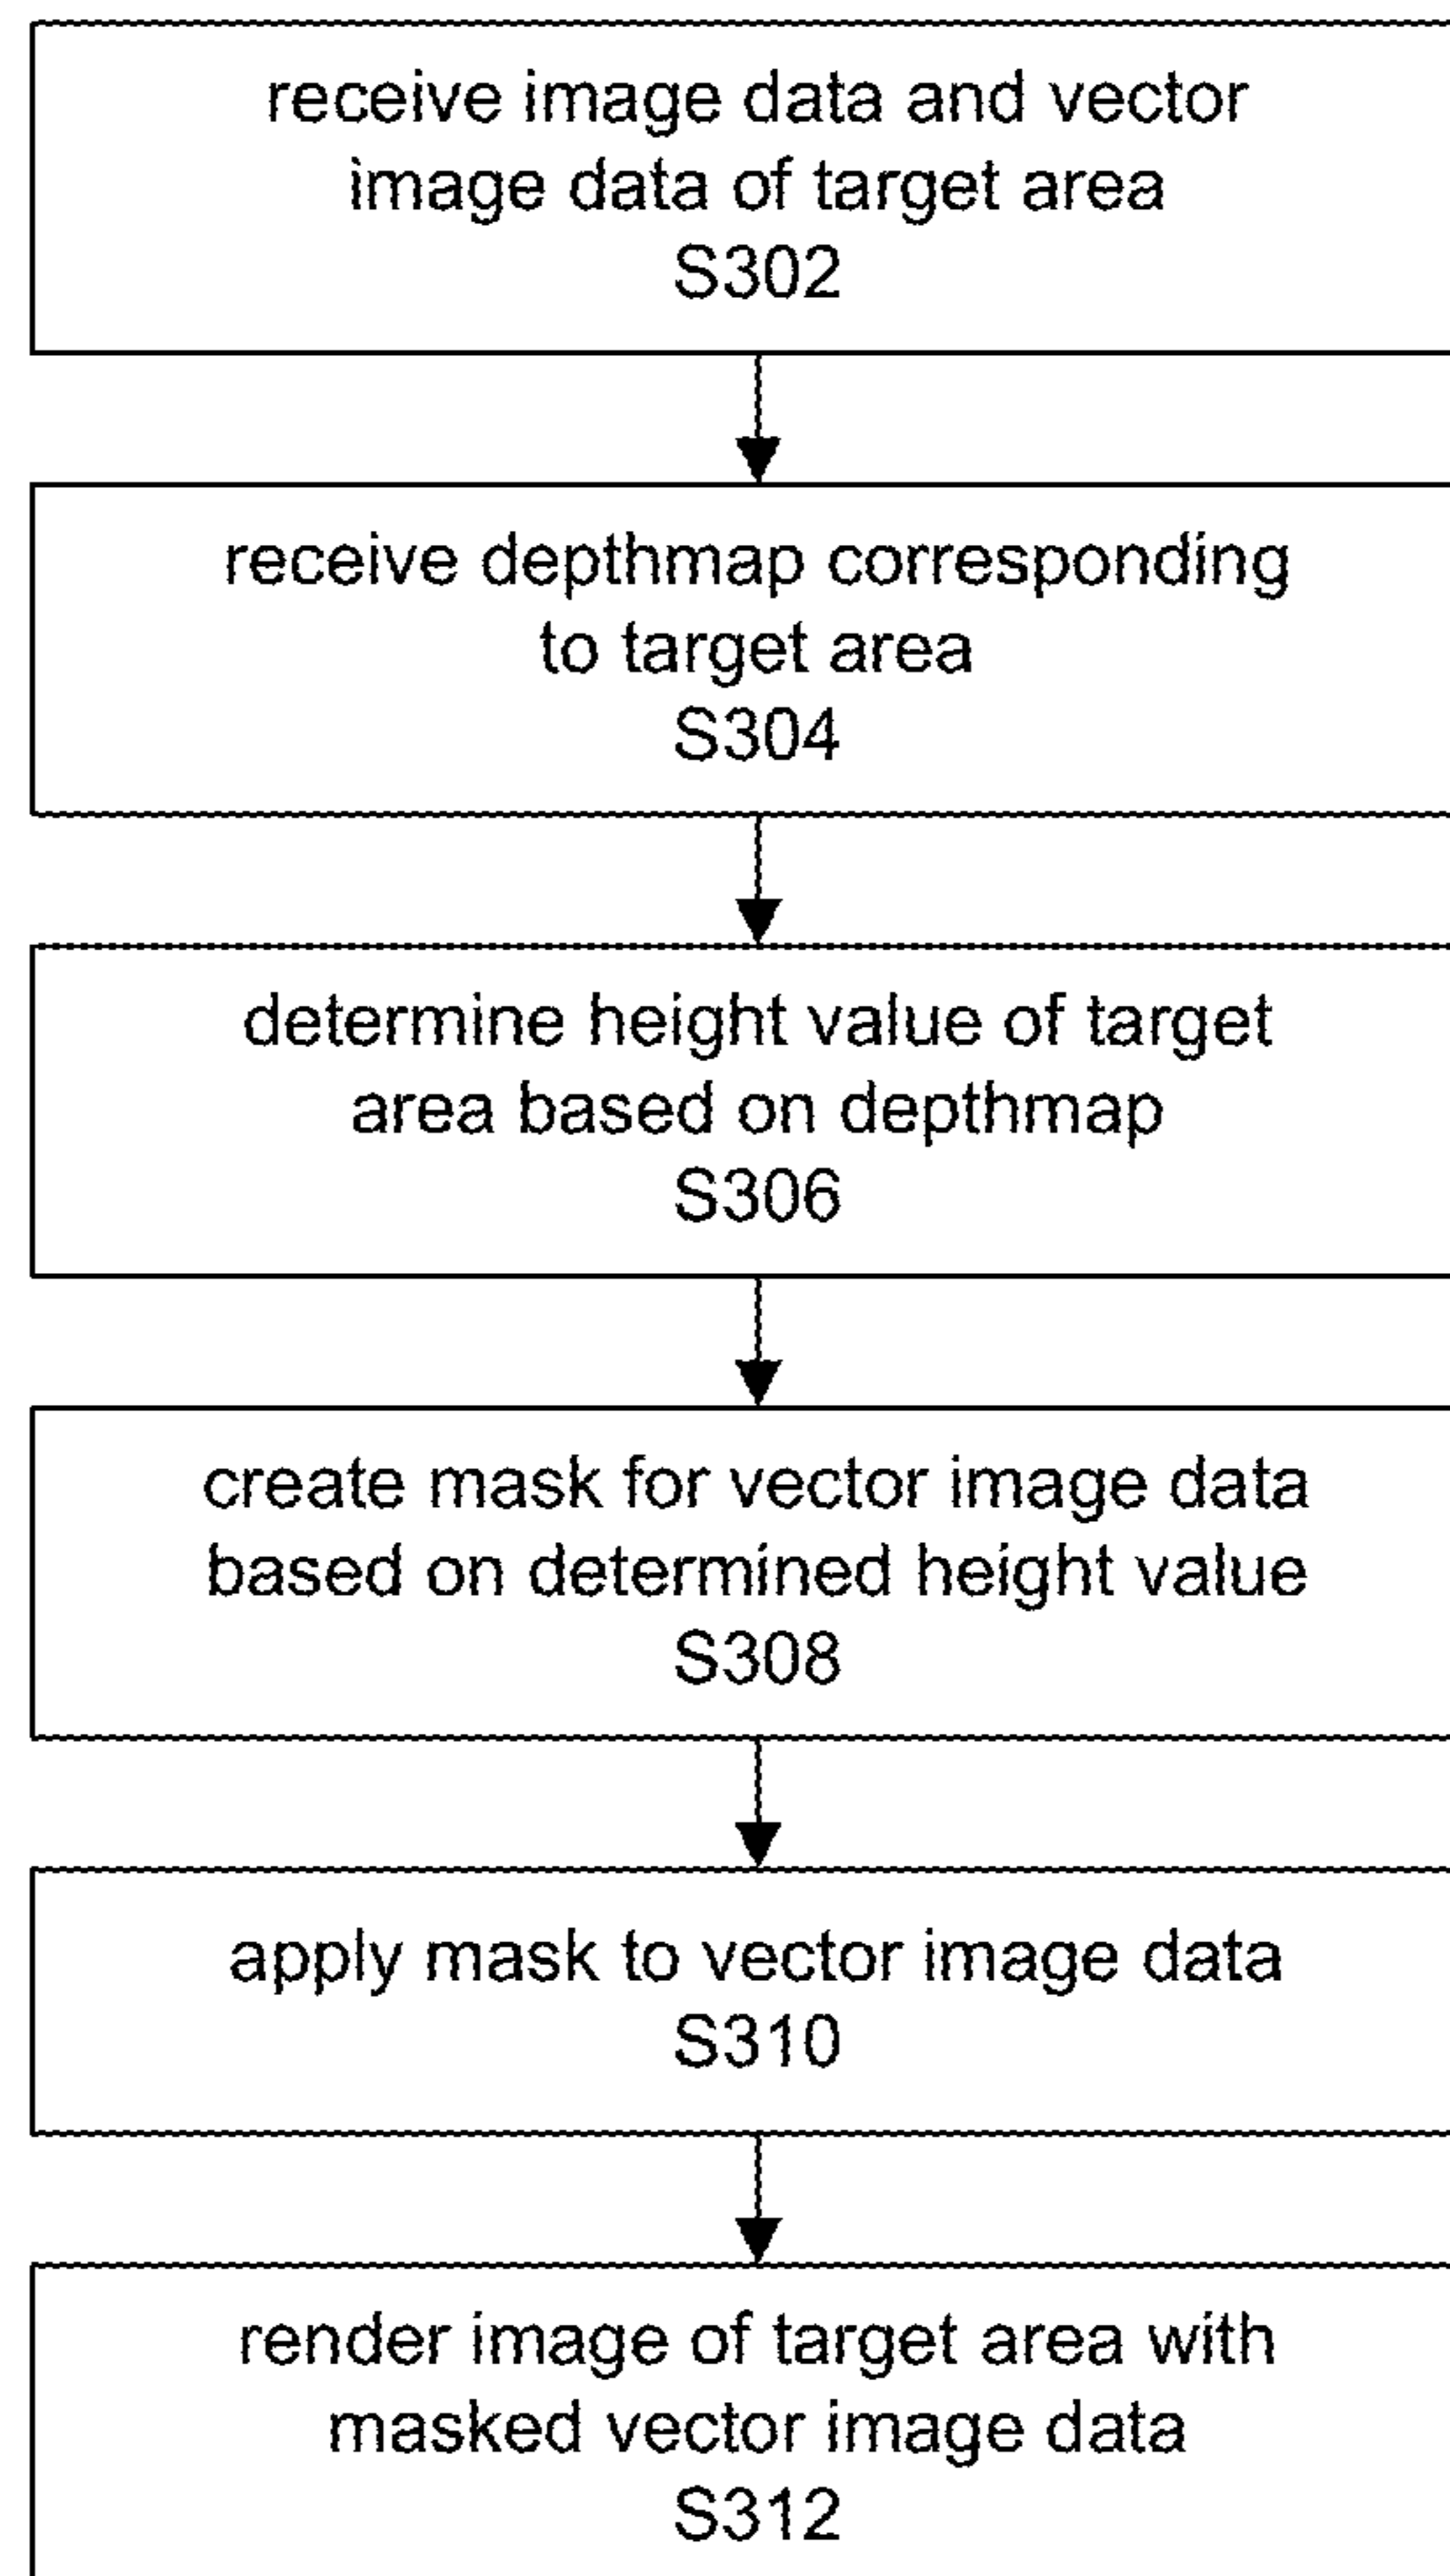 receive image data and vector
image data of target area
S302
receive depthmap corresponding
to target area
S304
determine height value of target
area based on depthmap
S306
create mask for vector image data
based on determined height value
S308
apply mask to vector image data
S310
render image of target area with
masked vector image data
S312